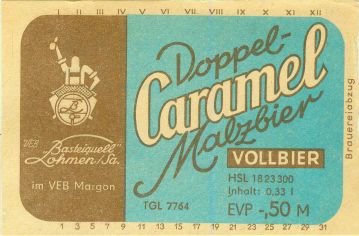 I II III IV V VI VII VIII IX X XI XII
Doppel-
Caramel
Malzbier
VOLLBIER
HSL 1823300
Inhalt: 0,33 l
EVP -,50 M
B
L
VEB „Basteiquell“
Lohmen/Sa.
im VEB Margon
TGL 7764
Brauereiabzug
1 3 5 7 9 11 13 15 17 19 21 23 25 27 29 31